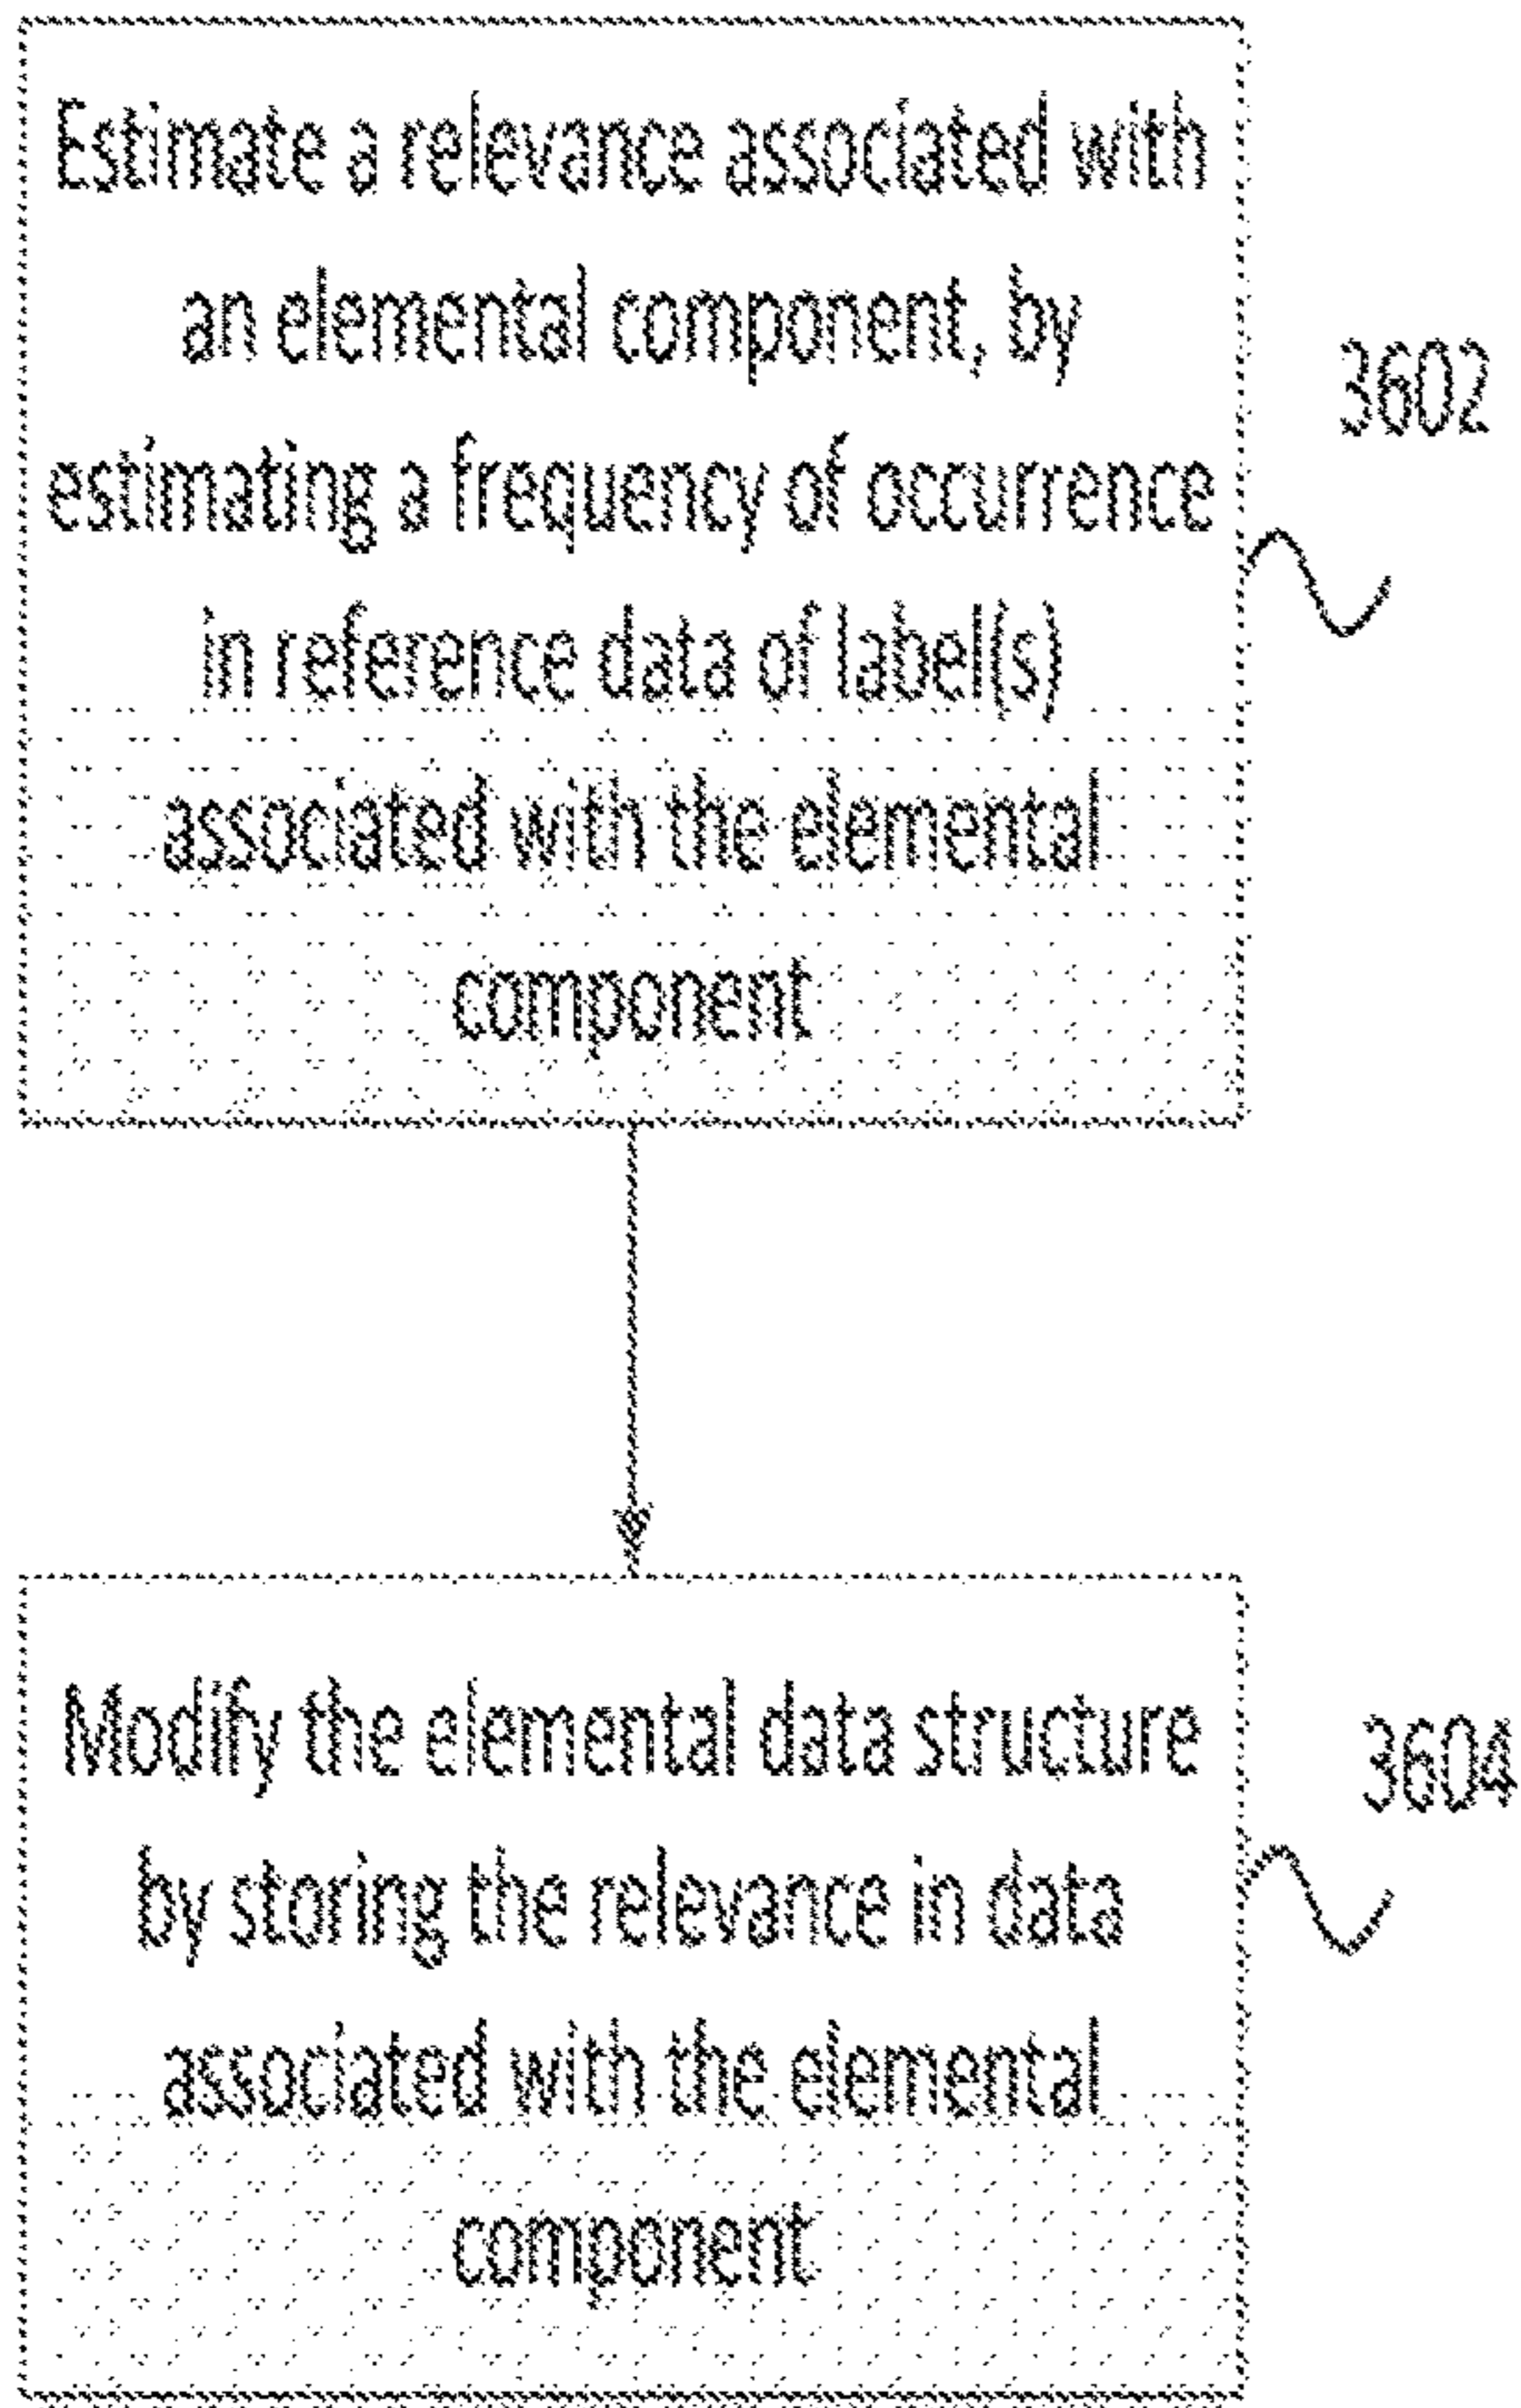 Estimate a relevance associated with
an elemental component, by
estimating a frequency of occurrence
in reference data of label(s)
associated with the elemental
component
3602
Modify the elemental data structure
by storing the relevance in data
associated with the elemental
component
3604